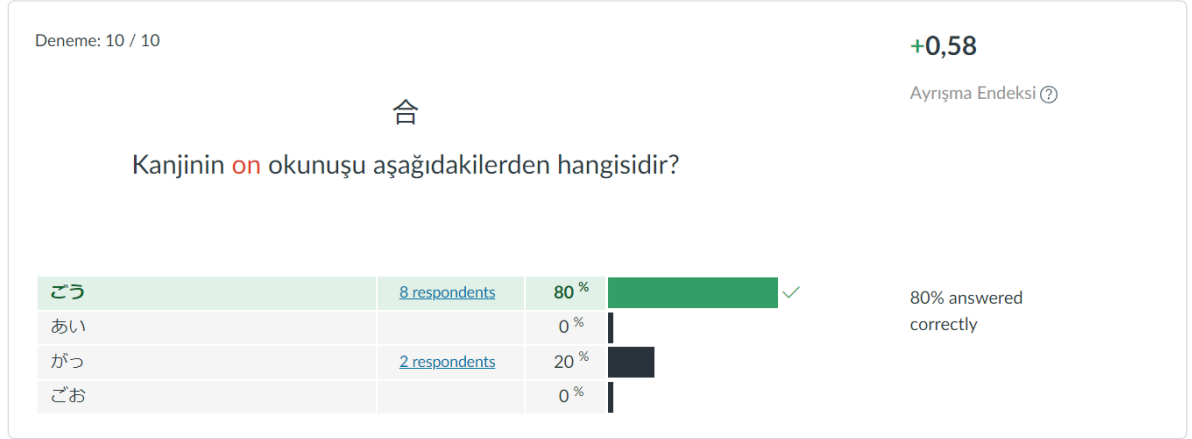 Deneme: 10 / 10
+0,58
Ayrışma Endeksi ?
合
Kanjinin on okunuşu aşağıdakilerden hangisidir?
ごう 8 respondents 80 %
あい 0 %
がっ 2 respondents 20 %
ごお 0 %
80% answered
correctly